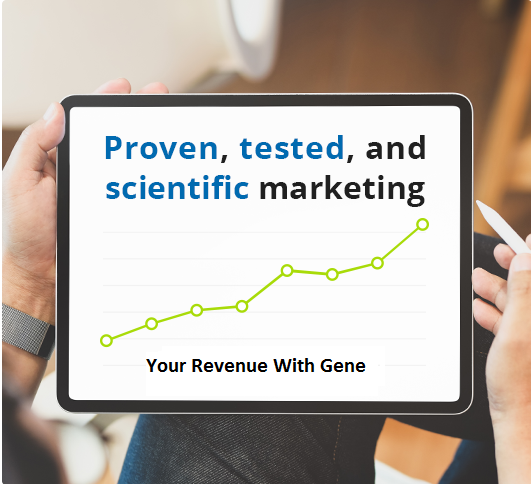 Proven, tested, and
scientific marketing
Your Revenue With Gene